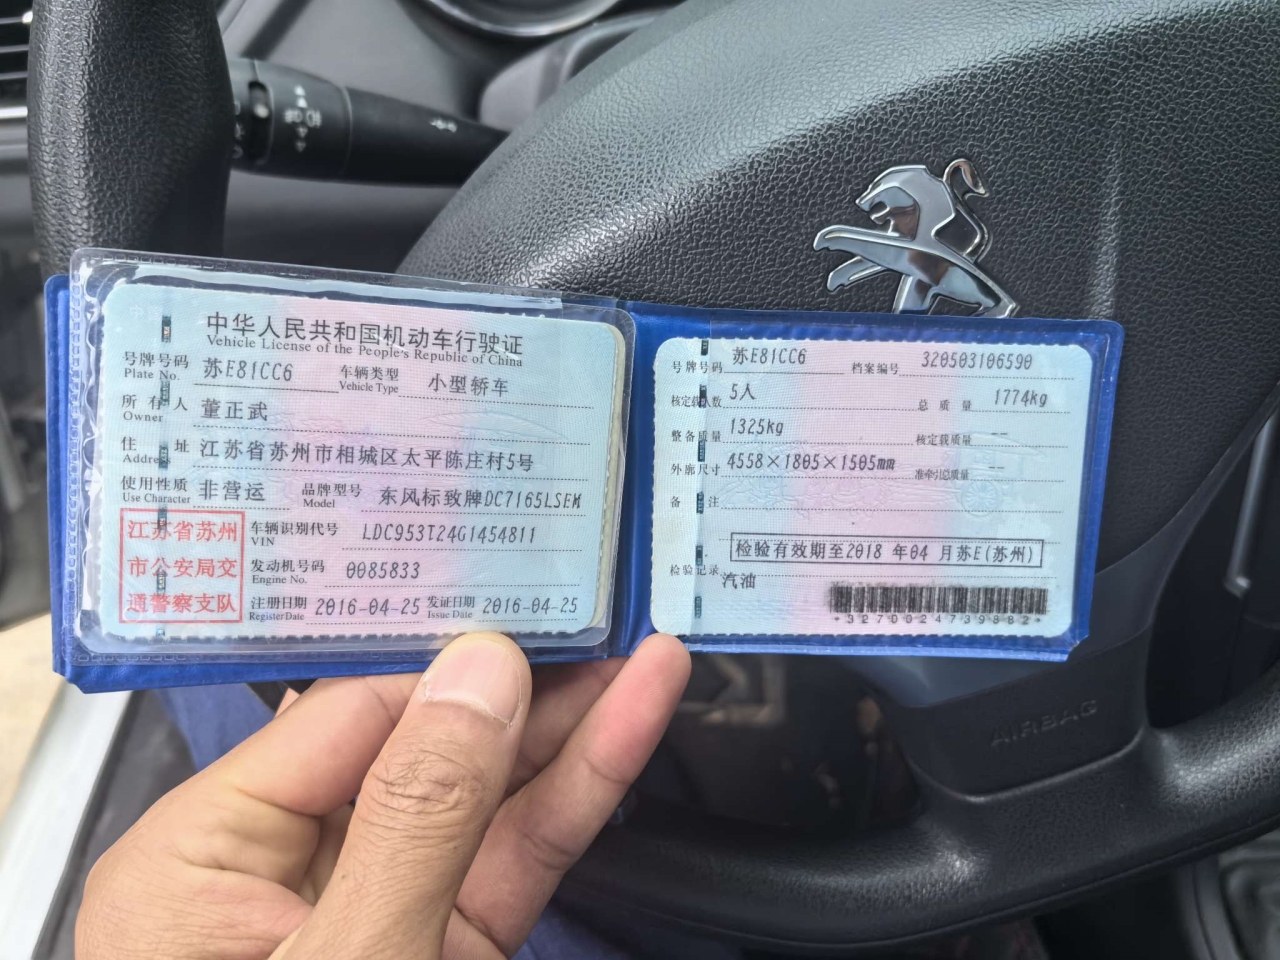 中华人民共和国机动车行驶证
Vehicle License of the People's Republic of China
号牌号码 苏E81CC6 车辆类型 小型轿车
Plate No. Vehicle Type
所有人 董正武
Owner
住址 江苏省苏州市相城区太平陈庄村5号
Address
使用性质 非营运 品牌型号 东风标致牌DC7165LSEM
Use Character Model
江苏省苏州
市公安局交
通警察支队
车辆识别代号 LDC953T24G1454811
VIN
发动机号码 0085833
Engine No.
注册日期 2016-04-25 发证日期 2016-04-25
Register Date Issue Date
号牌号码 苏E81CC6 档案编号 320503106590
核定载人数 5人 总质量 1774kg
整备质量 1325kg 核定载质量 --
外廓尺寸 4558×1805×1505mm 准牵引总质量 --
备注
检验有效期至2018 年04 月苏E(苏州)
检验记录
汽油
*3270024739882*
AIRBAG